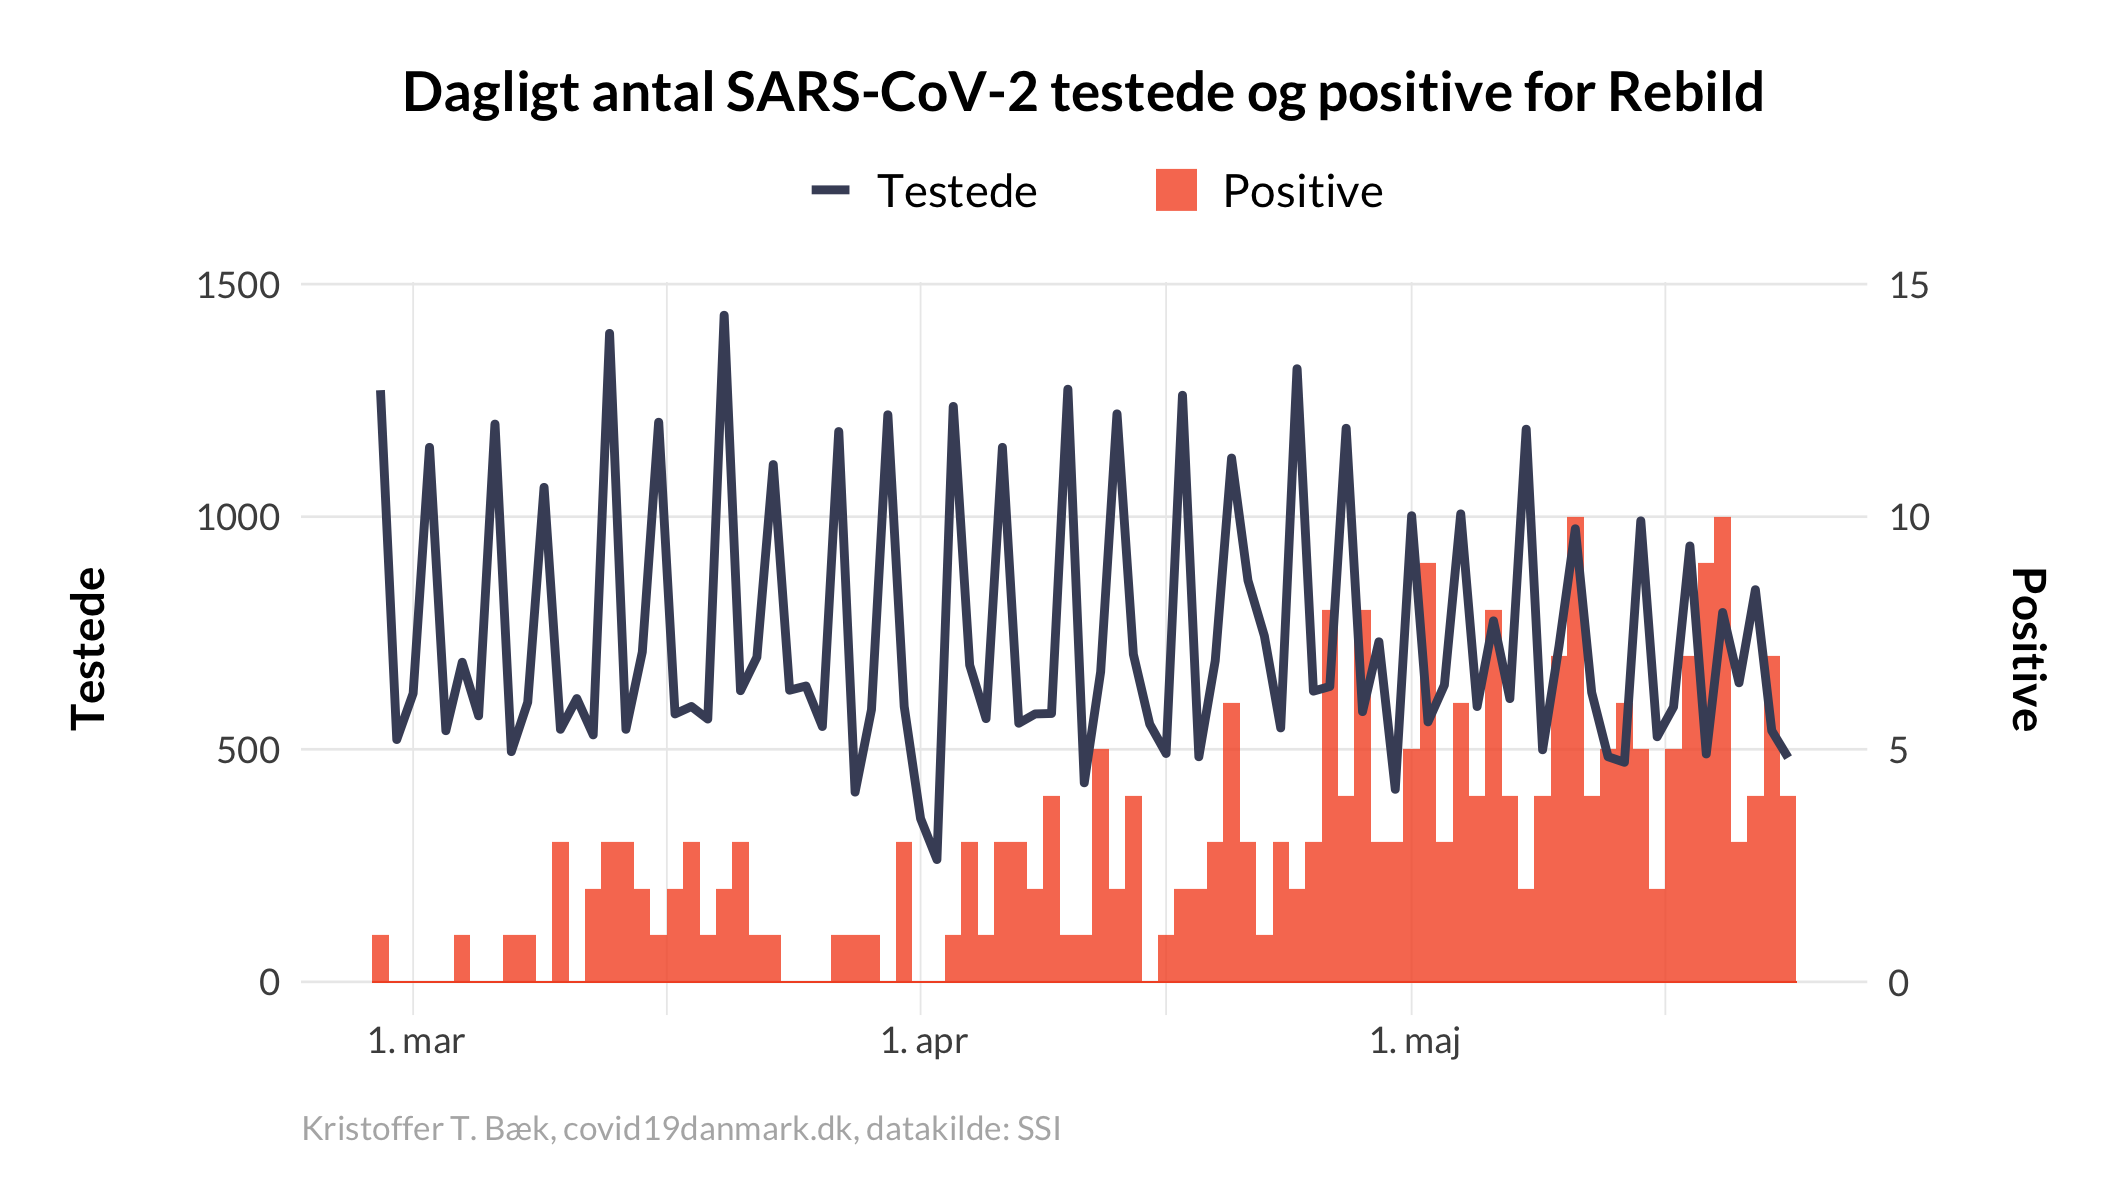 Dagligt antal SARS-CoV-2 testede og positive for Rebild
Testede Positive
1500 15
1000 10
Testede Positive
500 5
0 0
1. mar 1. apr 1. maj
Kristoffer T. Bæk, covid19danmark.dk, datakilde: SSI